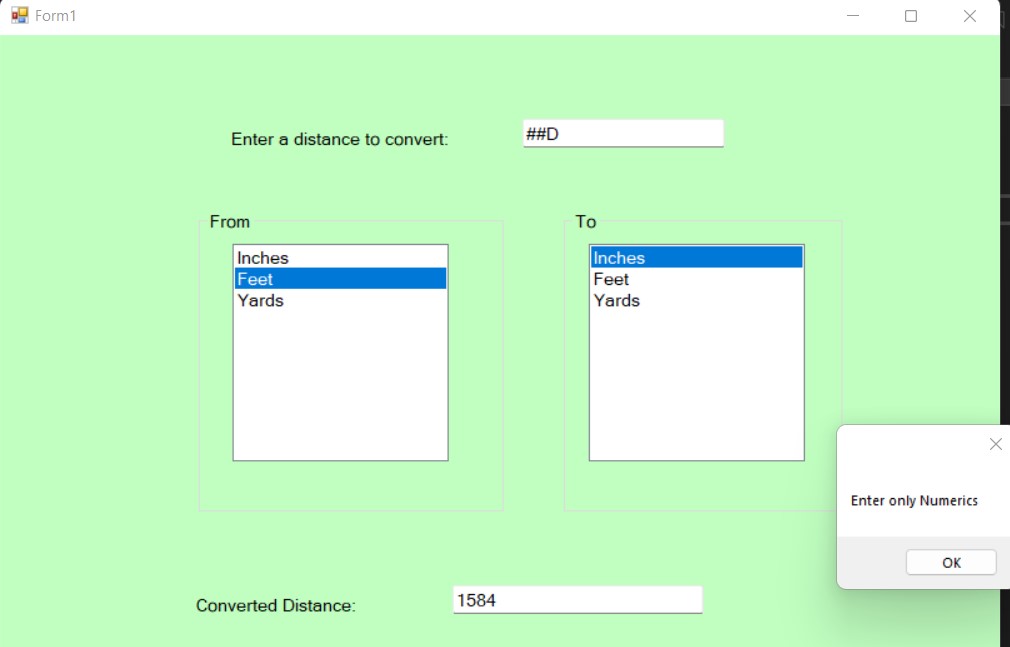 Form1
Enter a distance to convert: ##D
From To
Inches Inches
Feet Feet
Yards Yards
Enter only Numerics
OK
Converted Distance: 1584